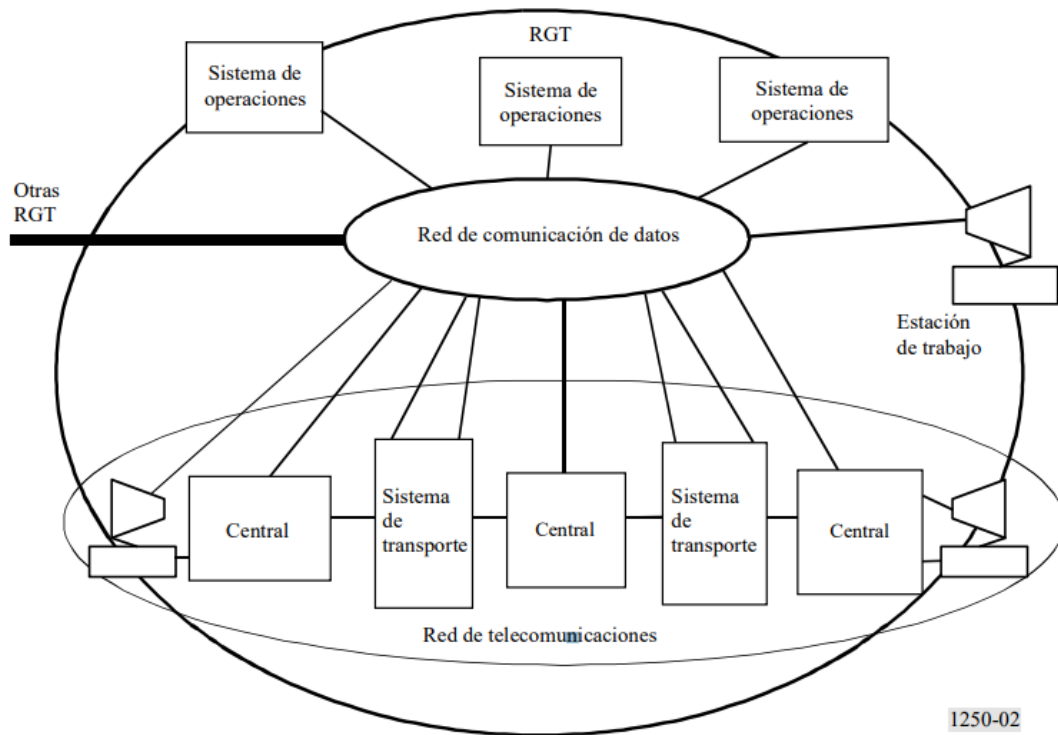 RGT
Sistema de
operaciones
Sistema de
operaciones
Sistema de
operaciones
Otras
RGT
Red de comunicación de datos
Estación
de trabajo
Central
Sistema
de
transporte
Central
Sistema
de
transporte
Central
Red de telecomunicaciones
1250-02